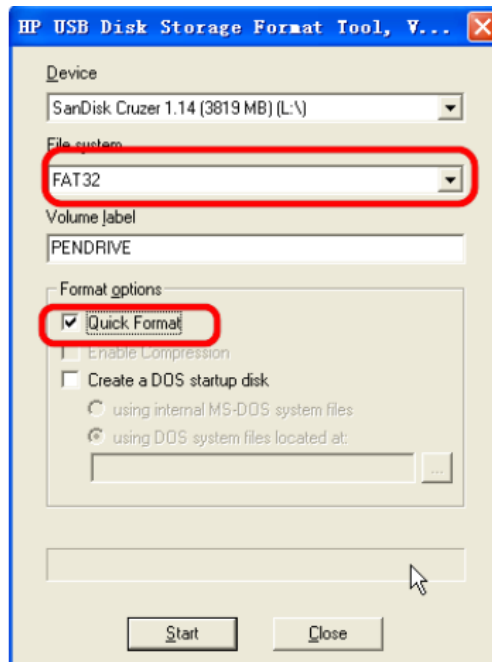 HP USB Disk Storage Format Tool, V...
Device
SanDisk Cruzer 1.14 (3819 MB) (L:\)
File system
FAT32
Volume label
PENDRIVE
Format options
Quick Format
Enable Compression
Create a DOS startup disk
using internal MS-DOS system files
using DOS system files located at:
...
Start
Close